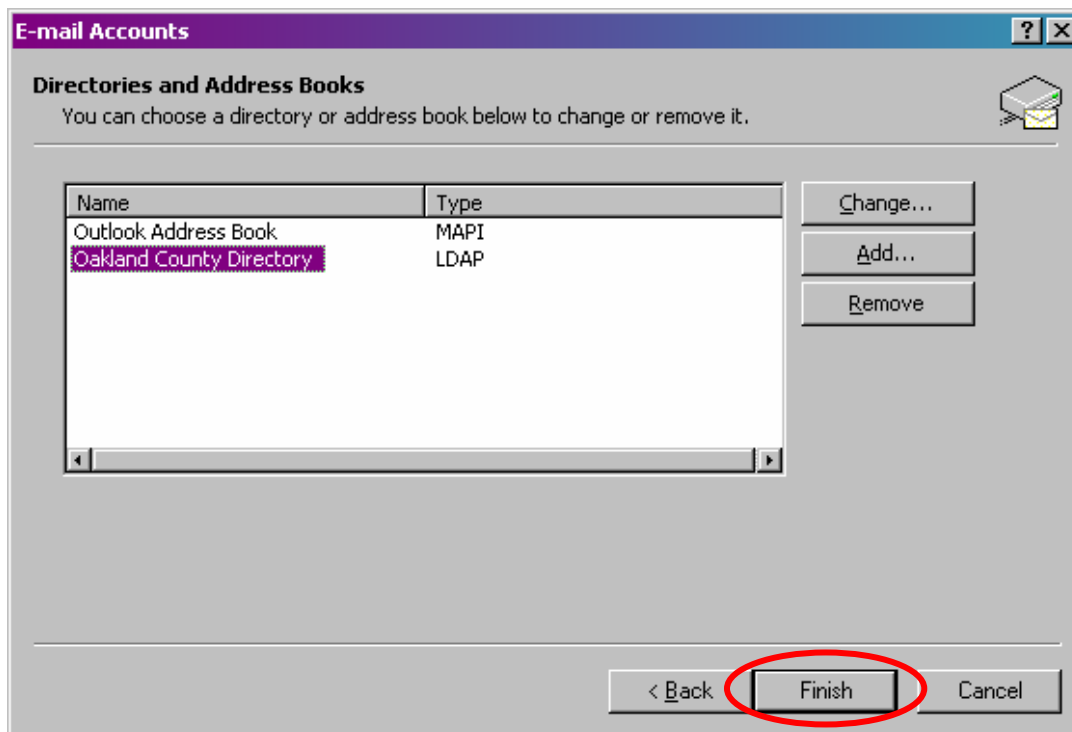 E-mail Accounts
Directories and Address Books
You can choose a directory or address book below to change or remove it.
Name Type
Outlook Address Book MAPI
Oakland County Directory LDAP
Change...
Add...
Remove
< Back Finish Cancel